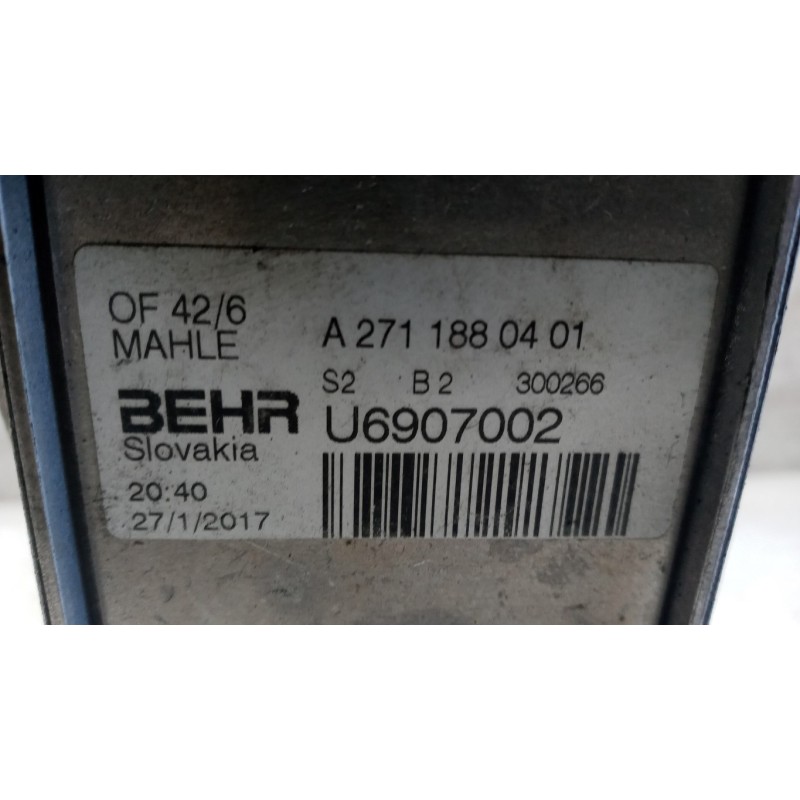 OF 42/6
MAHLE
A 271 188 04 01
S2 B 2 300266
BEHR
U6907002
Slovakia
20:40
27/1/2017